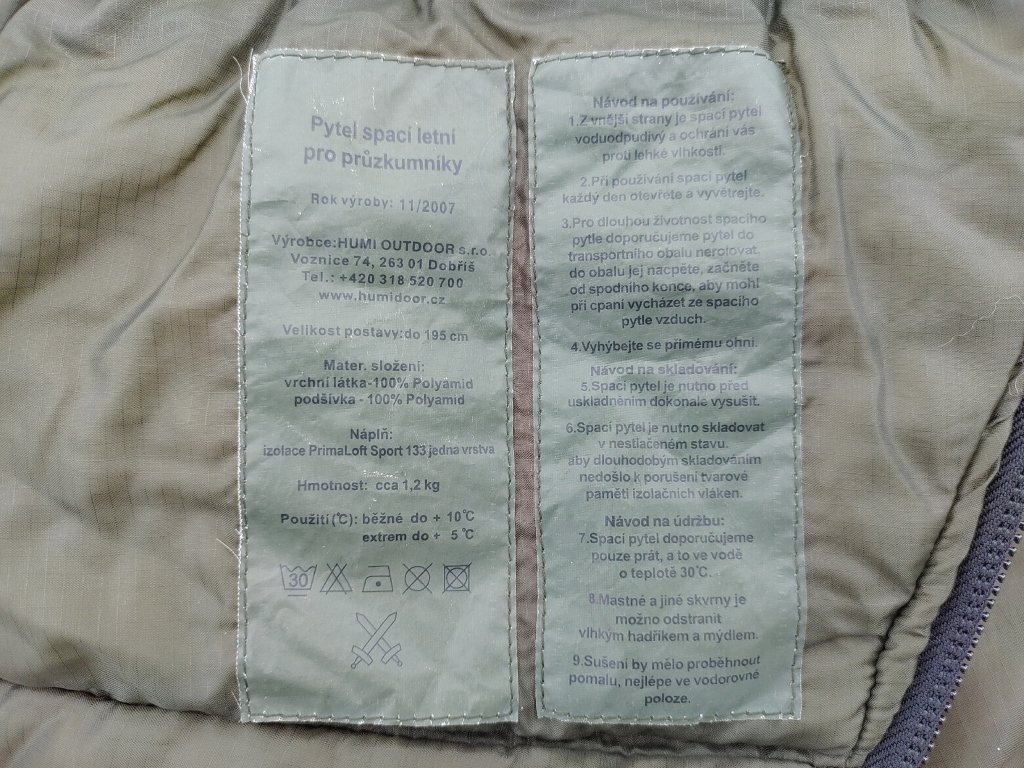 Pytel spací letní
pro průzkumníky
Rok výroby: 11/2007
Výrobce:HUMI OUTDOOR s.r.o.
Voznice 74, 263 01 Dobříš
Tel.: +420 318 520 700
www.humidoor.cz
Velikost postavy:do 195 cm
Mater. složení:
vrchní látka-100% Polyamid
podšívka - 100% Polyamid
Náplň:
izolace PrimaLoft Sport 133 jedna vrstva
Hmotnost: cca 1,2 kg
Použití(°C): běžné do + 10°C
extrem do + 5 °C
30
Návod na používání:
1.Z vnější strany je spací pytel
voduodpudivý a ochrání vás
proti lehké vlhkosti.
2.Při používání spací pytel
každý den otevřete a vyvětrejte.
3.Pro dlouhou životnost spacího
pytle doporučujeme pytel do
transportního obalu nerolovat.
do obalu jej nacpěte, začněte
od spodního konce, aby mohl
při cpaní vycházet ze spacího
pytle vzduch.
4.Vyhýbejte se přímému ohni.
Návod na skladování:
5.Spací pytel je nutno před
uskladněním dokonale vysušit.
6.Spací pytel je nutno skladovat
v nestlačeném stavu.
aby dlouhodobým skladováním
nedošlo k porušení tvarové
paměti izolačních vláken.
Návod na údržbu:
7.Spací pytel doporučujeme
pouze prát, a to ve vodě
o teplotě 30°C.
8.Mastné a jiné skvrny je
možno odstranit
vlhkým hadříkem a mýdlem.
9.Sušení by mělo proběhnout
pomalu, nejlépe ve vodorovné
poloze.